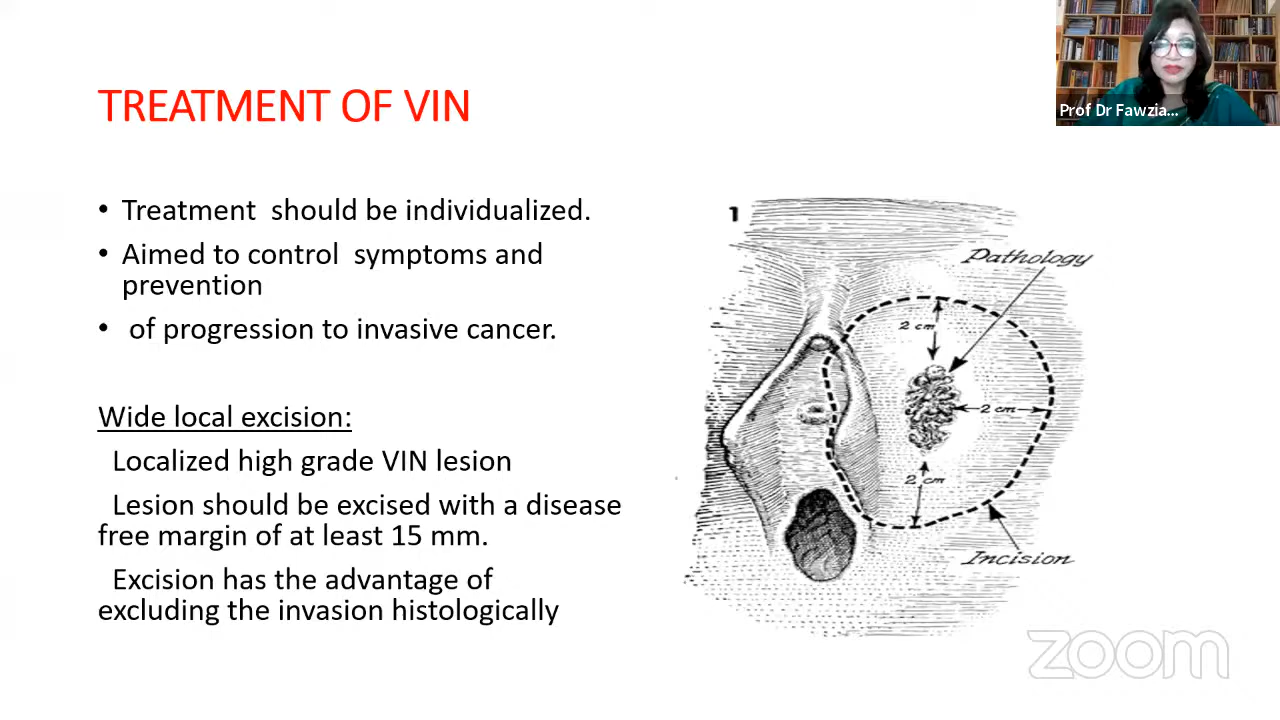 TREATMENT OF VIN
Prof Dr Fawzia...
• Treatment should be individualized.
• Aimed to control symptoms and
prevention
• of progression to invasive cancer.
Wide local excision:
Localized high grade VIN lesion
Lesion should be excised with a disease
free margin of at least 15 mm.
Excision has the advantage of
excluding the invasion histologically
1
Pathology
2 cm
2 cm
2 cm
Incision
zoom